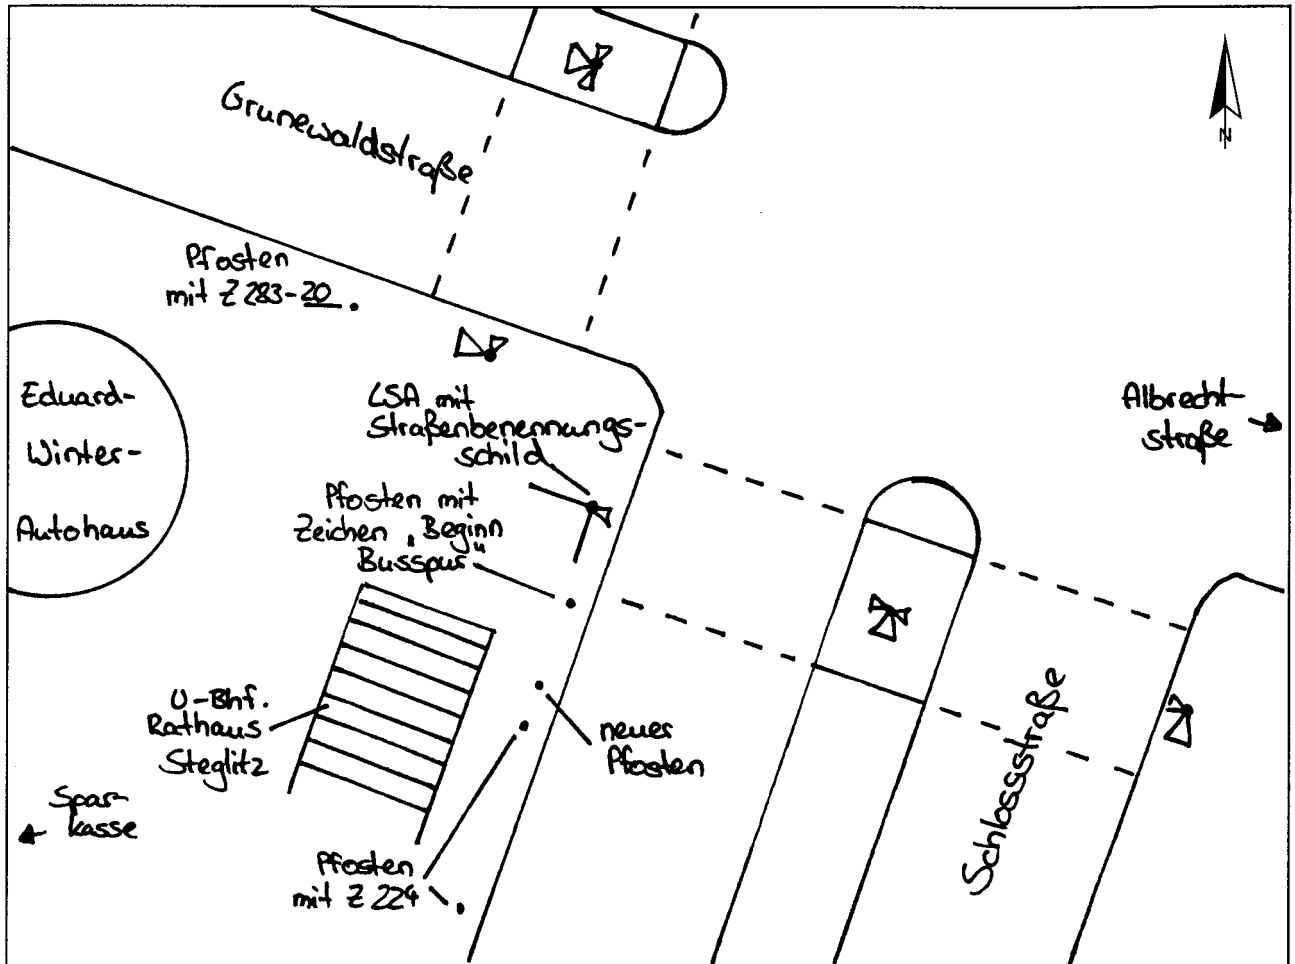 Grunewaldstraße
N
Pfosten
mit Z 283-20
Eduard-
Winter-
Autohaus
LSA mit
Straßenbenennungs-
schild
Albrecht-
straße
Pfosten mit
Zeichen „Beginn
Busspur"
U-Bhf.
Rathaus
Steglitz
neuer
Pfosten
Schlossstraße
Spar-
kasse
Pfosten
mit Z 224